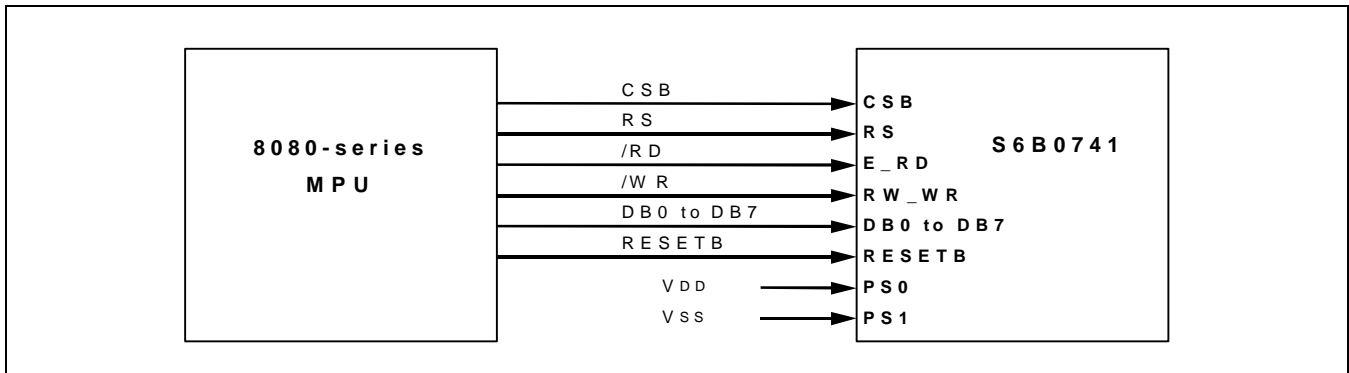 8080-series
MPU
CSB
RS
/RD
/WR
DB0 to DB7
RESETB
VDD
VSS
CSB
RS
E_RD
RW_WR
DB0 to DB7
RESETB
PS0
PS1
S6B0741